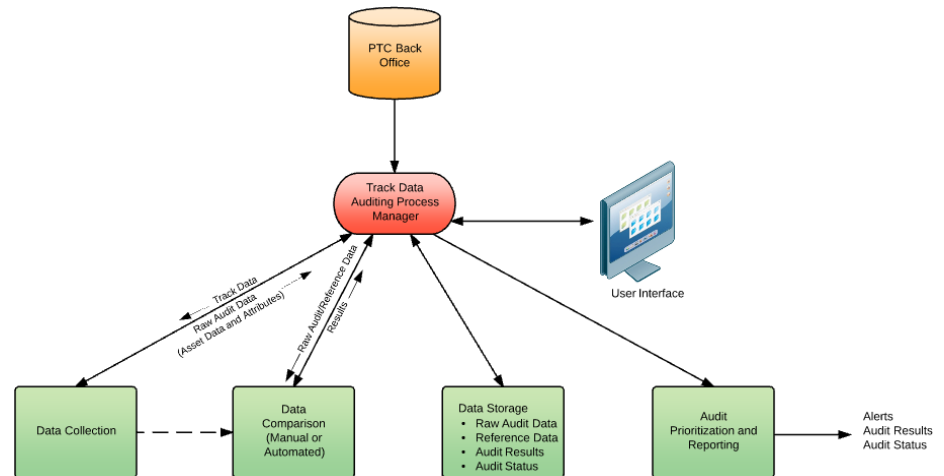 PTC Back
Office
Track Data
Auditing Process
Manager
User Interface
Track Data
Raw Audit Data
(Asset Data and Attributes)
Raw Audit/Reference Data
Results
Data Collection
Data
Comparison
(Manual or
Automated)
Data Storage
• Raw Audit Data
• Reference Data
• Audit Results
• Audit Status
Audit
Prioritization and
Reporting
Alerts
Audit Results
Audit Status